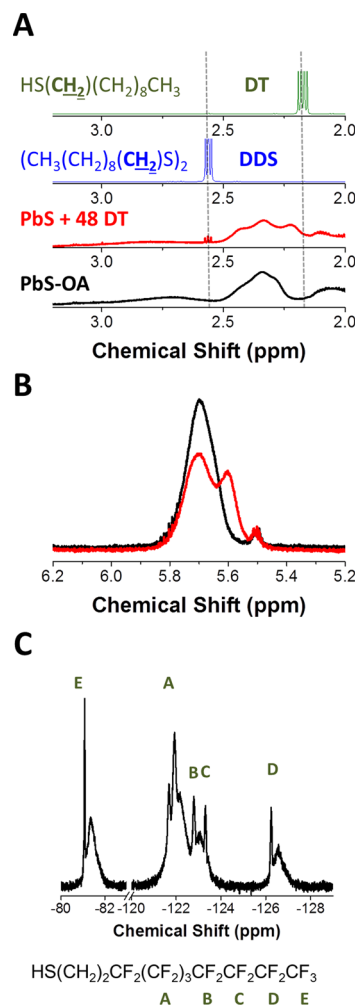 A
HS(CH2)(CH2)8CH3 DT
3.0 2.5 2.0
(CH3(CH2)8(CH2)S)2 DDS
3.0 2.5 2.0
PbS + 48 DT
3.0 2.5 2.0
PbS-OA
3.0 2.5 2.0
Chemical Shift (ppm)
B
6.2 6.0 5.8 5.6 5.4 5.2
Chemical Shift (ppm)
C
E A B C D
-80 -82 -120 -122 -124 -126 -128
Chemical Shift (ppm)
HS(CH2)2CF2(CF2)3CF2CF2CF2CF3
A B C D E